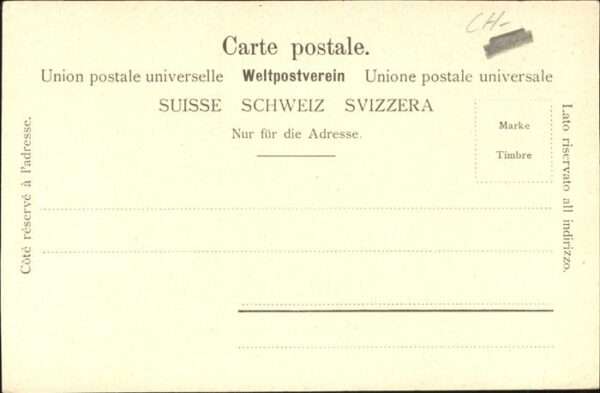 CH-
Carte postale.
Union postale universelle Weltpostverein Unione postale universale
SUISSE SCHWEIZ SVIZZERA
Nur für die Adresse.
Marke
Timbre
Côté réservé à l'adresse.
Lato riservato all indirizzo.